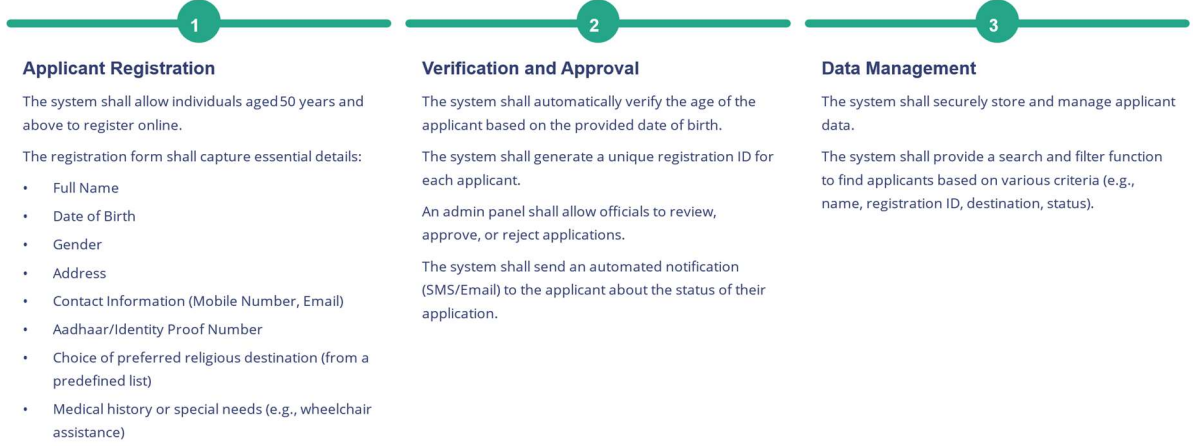 1
Applicant Registration
The system shall allow individuals aged 50 years and
above to register online.
The registration form shall capture essential details:
• Full Name
• Date of Birth
• Gender
• Address
• Contact Information (Mobile Number, Email)
• Aadhaar/Identity Proof Number
• Choice of preferred religious destination (from a
predefined list)
• Medical history or special needs (e.g., wheelchair
assistance)
2
Verification and Approval
The system shall automatically verify the age of the
applicant based on the provided date of birth.
The system shall generate a unique registration ID for
each applicant.
An admin panel shall allow officials to review,
approve, or reject applications.
The system shall send an automated notification
(SMS/Email) to the applicant about the status of their
application.
3
Data Management
The system shall securely store and manage applicant
data.
The system shall provide a search and filter function
to find applicants based on various criteria (e.g.,
name, registration ID, destination, status).